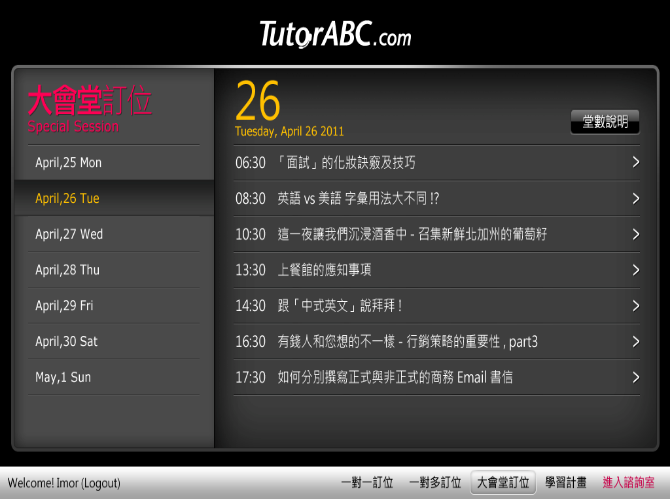 TutorABC.com
大會堂訂位
Special Session
April,25 Mon
April,26 Tue
April,27 Wed
April,28 Thu
April,29 Fri
April,30 Sat
May,1 Sun
26
Tuesday, April 26 2011
堂數說明
06:30 「面試」的化妝訣竅及技巧
08:30 英語 vs 美語 字彙用法大不同 !?
10:30 這一夜讓我們沉浸酒香中 - 召集新鮮北加州的葡萄籽
13:30 上餐館的應知事項
14:30 跟「中式英文」說拜拜 !
16:30 有錢人和您想的不一樣 - 行銷策略的重要性 , part3
17:30 如何分別撰寫正式與非正式的商務 Email 書信
Welcome! Imor (Logout)
一對一訂位 一對多訂位 大會堂訂位 學習計畫 進入諮詢室